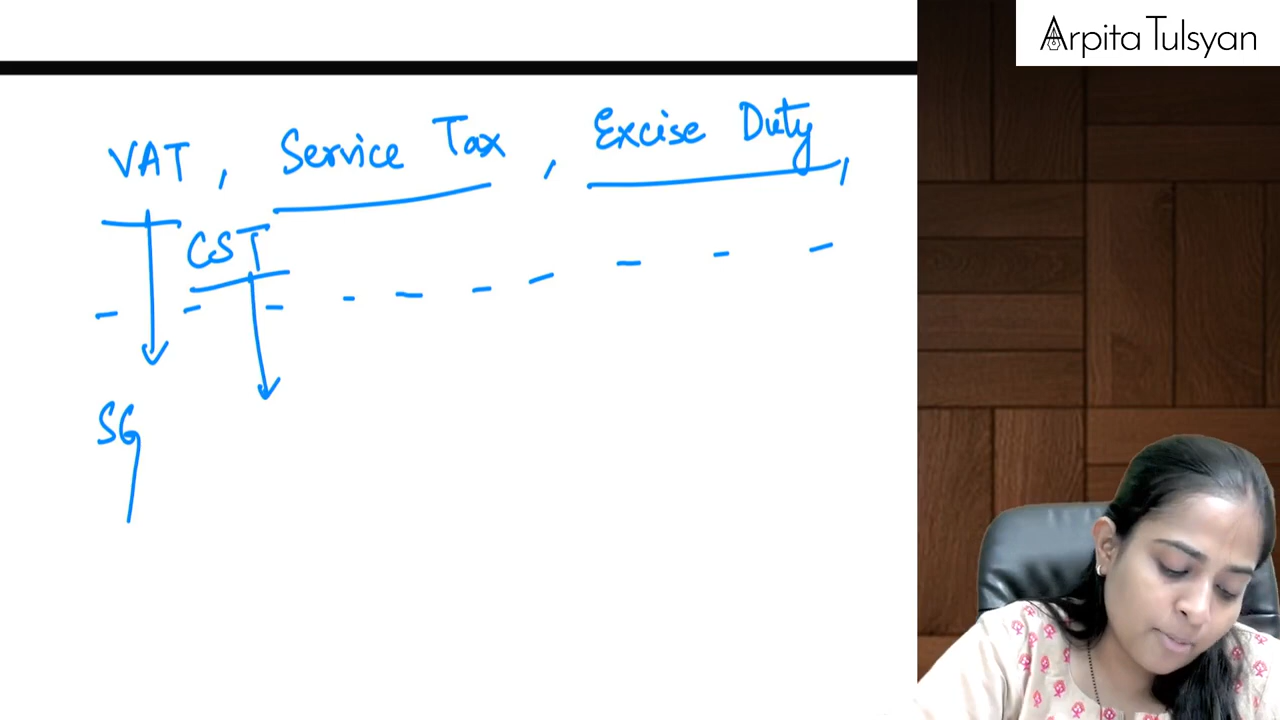 Arpita Tulsyan
VAT, Service Tax, Excise Duty,
CST
SG